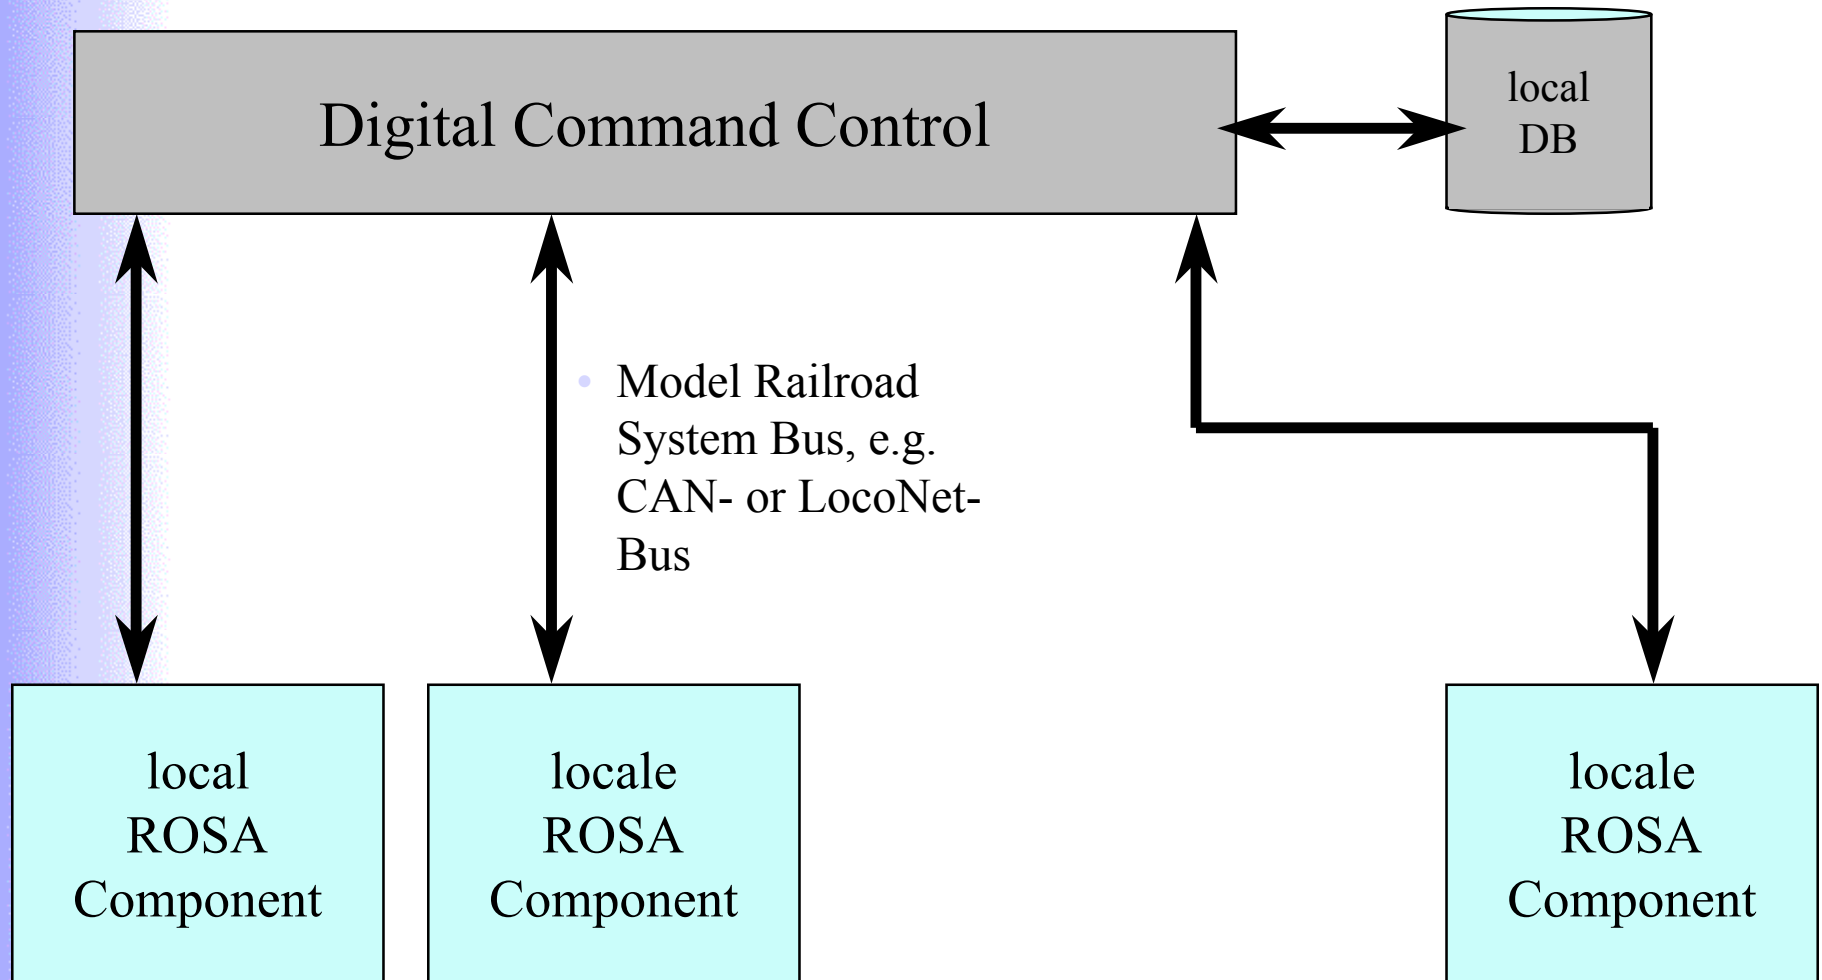 Digital Command Control
local
DB
• Model Railroad
System Bus, e.g.
CAN- or LocoNet-
Bus
local
ROSA
Component
locale
ROSA
Component
locale
ROSA
Component